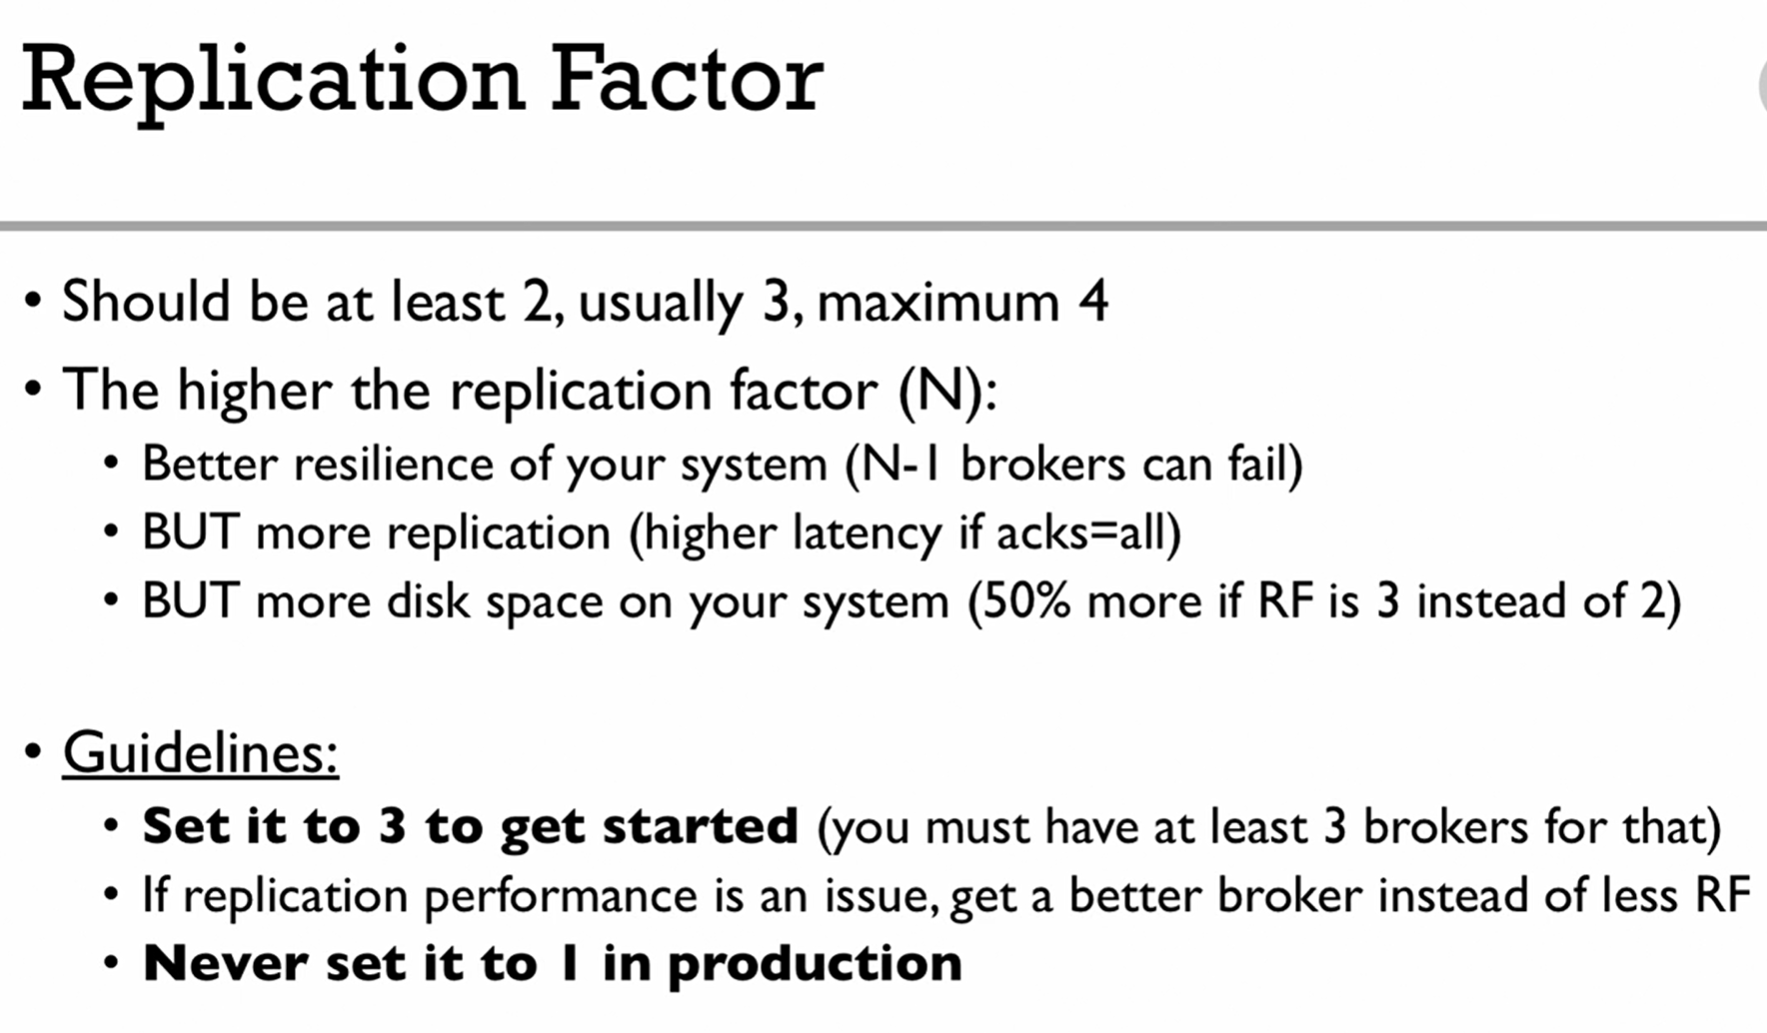 Replication Factor
• Should be at least 2, usually 3, maximum 4
• The higher the replication factor (N):
• Better resilience of your system (N-1 brokers can fail)
• BUT more replication (higher latency if acks=all)
• BUT more disk space on your system (50% more if RF is 3 instead of 2)
• Guidelines:
• Set it to 3 to get started (you must have at least 3 brokers for that)
• If replication performance is an issue, get a better broker instead of less RF
• Never set it to 1 in production